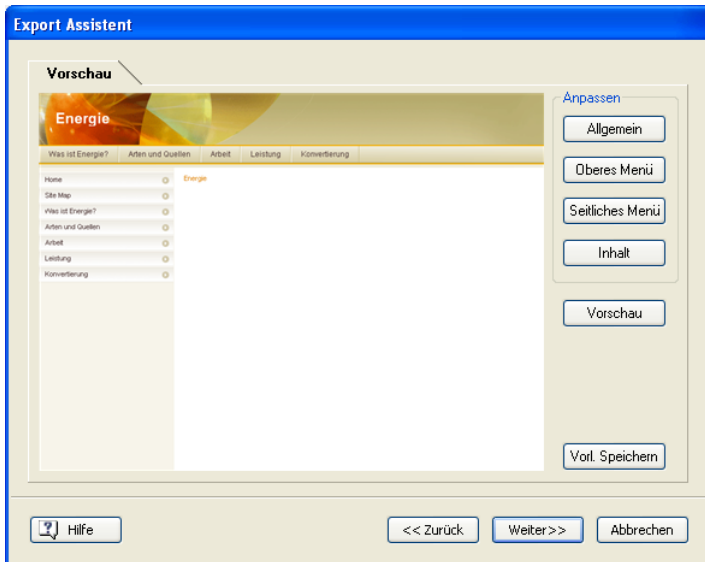 Export Assistent
Vorschau
Energie
Was ist Energie? Arten und Quellen Arbeit Leistung Konvertierung
Home
Site Map
Was ist Energie?
Arten und Quellen
Arbeit
Leistung
Konvertierung
Energie
Anpassen
Allgemein
Oberes Menü
Seitliches Menü
Inhalt
Vorschau
Vorl. Speichern
Hilfe
<< Zurück
Weiter>>
Abbrechen